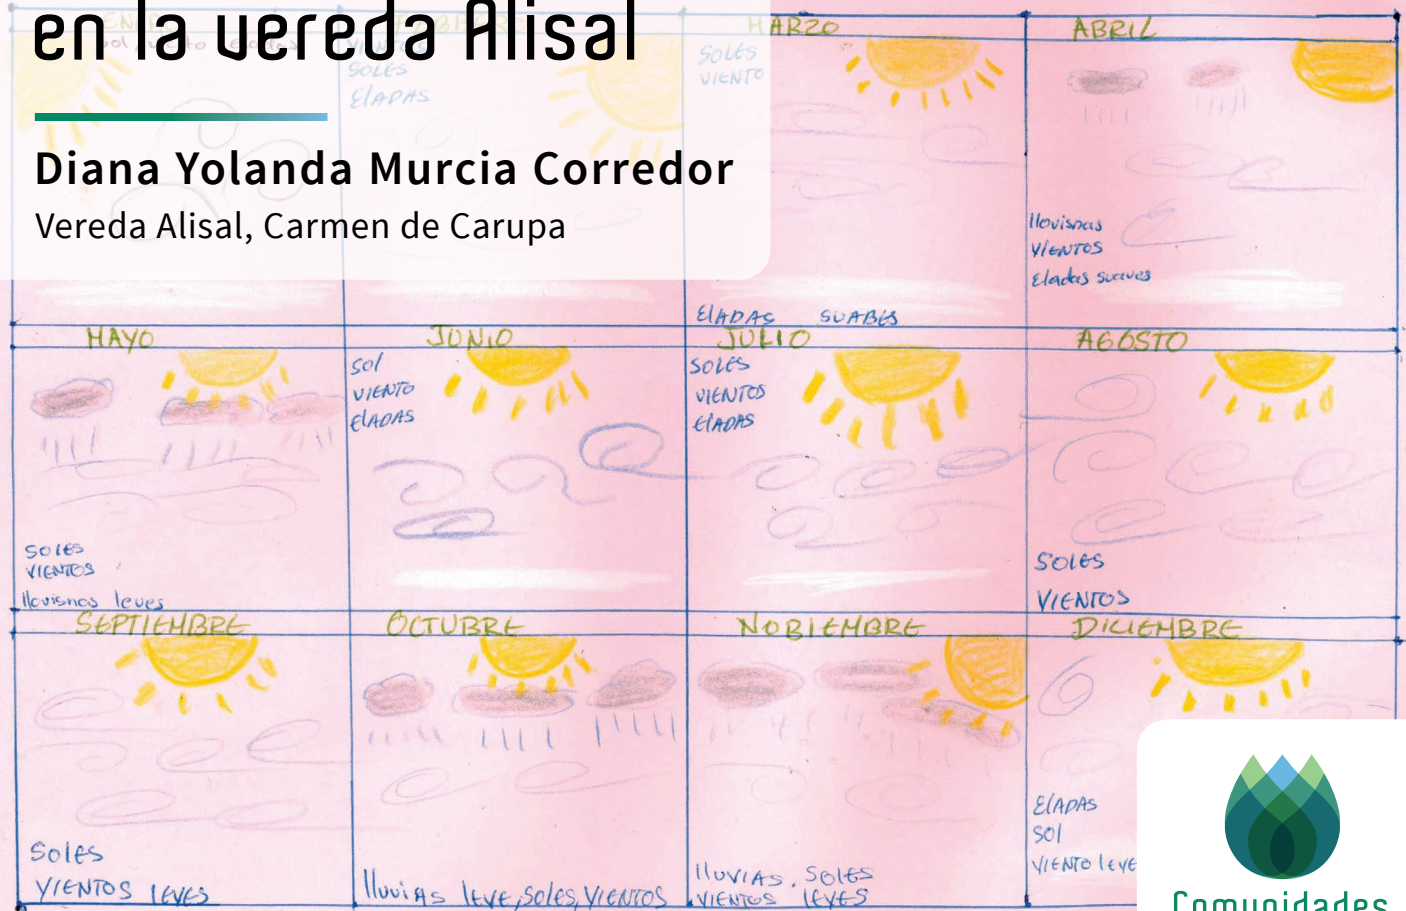 en la vereda Alisal
Diana Yolanda Murcia Corredor
Vereda Alisal, Carmen de Carupa
VIENTOS
SOLES
ElADAS
MARZO
SOLES
VIENTO
ElADAS SUABES
ABRIL
llovisnas
VIENTOS
Eladas suaves
MAYO
SOlES
VIENTOS
llovisnas leves
JUNIO
SOl
VIENTO
ElADAS
JULIO
SOLES
VIENTOS
ElADAS
AGOSTO
SOlES
VIENTOS
SEPTIEMBRE
SOlES
VIENTOS lEVES
OCTUBRE
lluviAs lEVE, SOlES, VIENTOS
NOBIEMBRE
lluviAs. SOlES
VIENTOS lEVES
DICIEMBRE
ElADAS
SOl
VIENTO lEVE
Comunidades